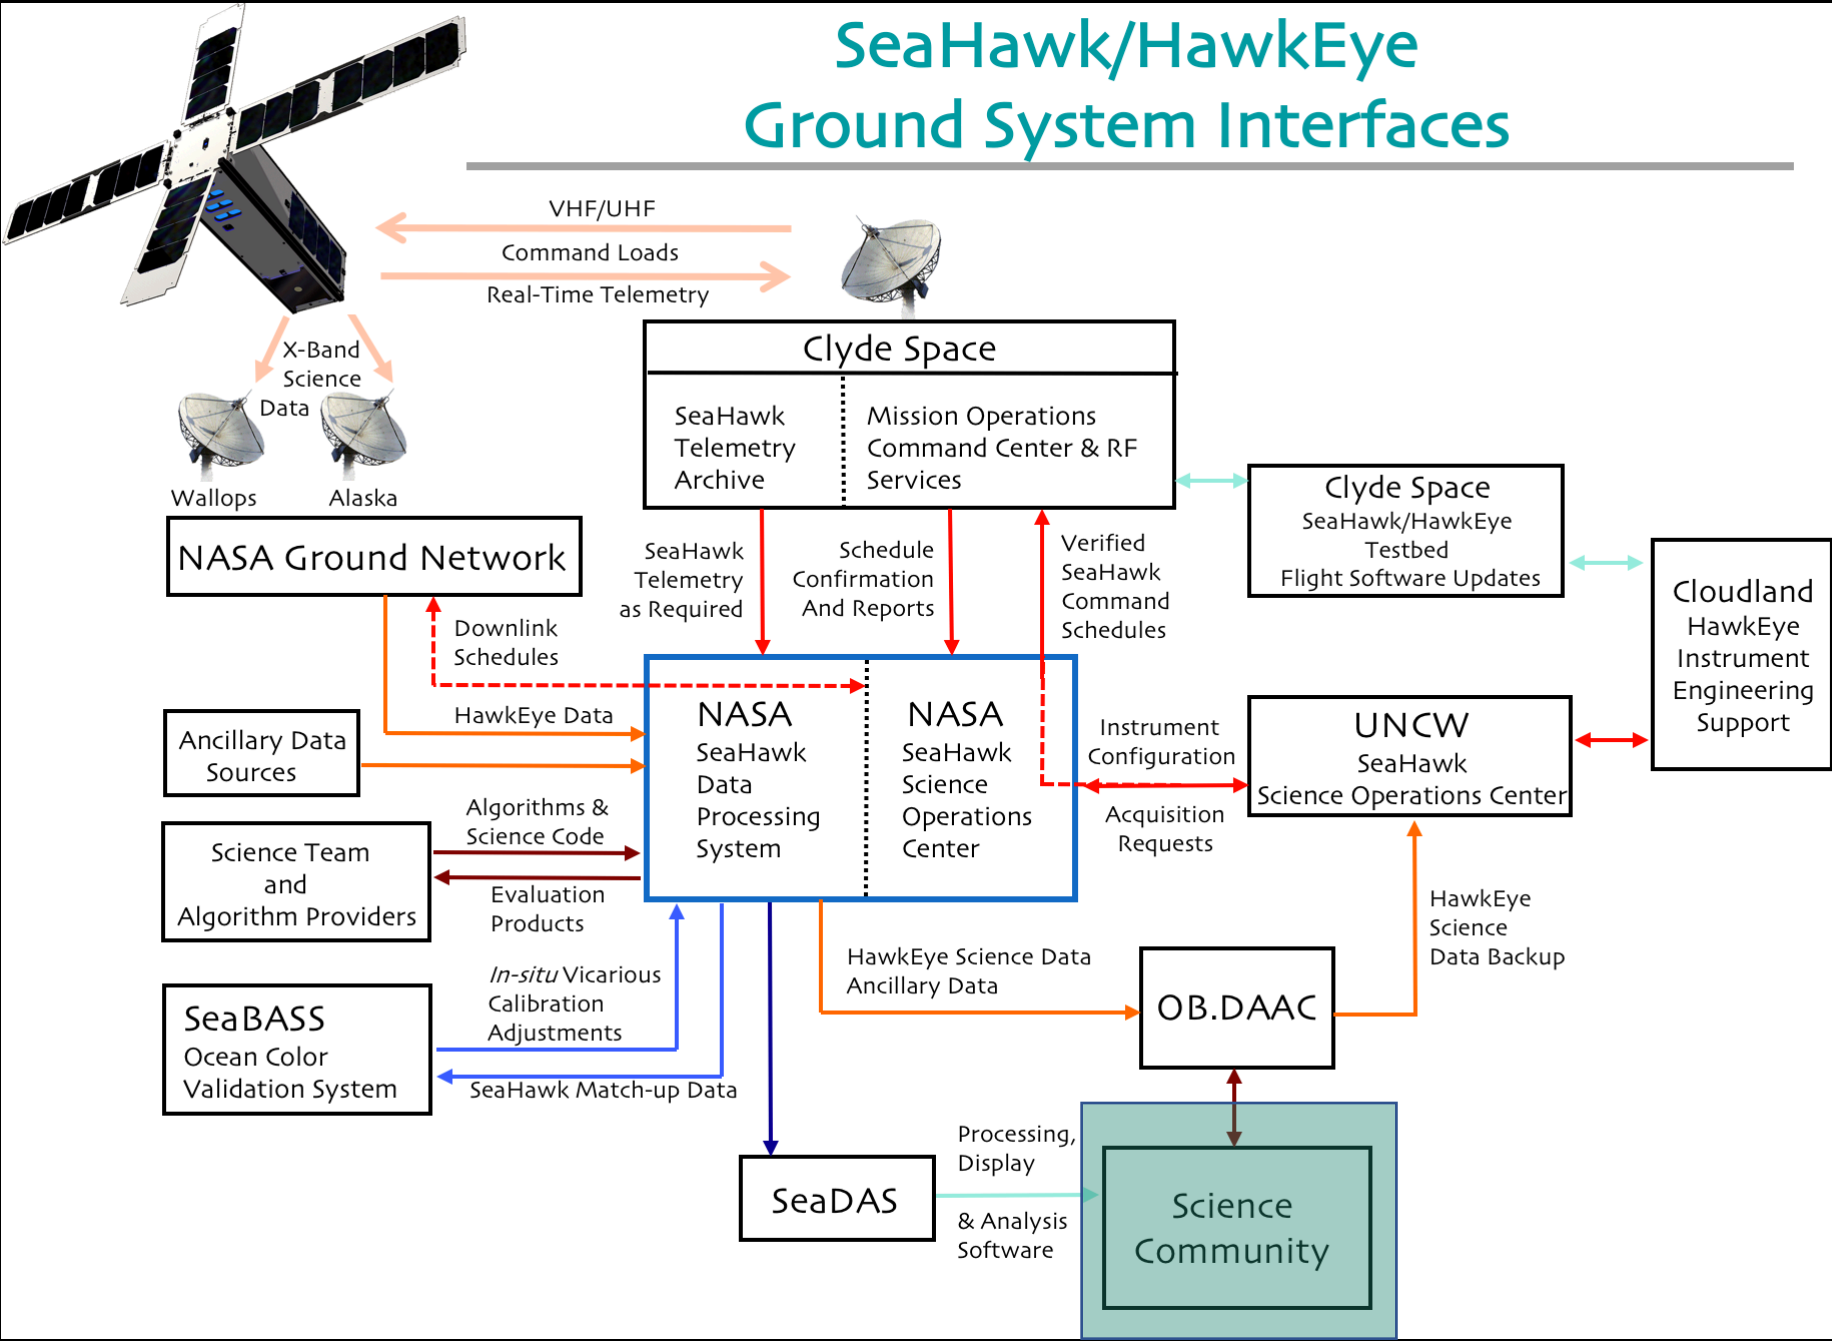 SeaHawk/HawkEye
Ground System Interfaces
VHF/UHF
Command Loads
Real-Time Telemetry
X-Band
Science
Data
Wallops
Alaska
NASA Ground Network
Clyde Space
SeaHawk
Telemetry
Archive
Mission Operations
Command Center & RF
Services
Clyde Space
SeaHawk/HawkEye
Testbed
Flight Software Updates
Cloudland
HawkEye
Instrument
Engineering
Support
SeaHawk
Telemetry
as Required
Schedule
Confirmation
And Reports
Verified
SeaHawk
Command
Schedules
Downlink
Schedules
HawkEye Data
Ancillary Data
Sources
NASA
SeaHawk
Data
Processing
System
NASA
SeaHawk
Science
Operations
Center
Instrument
Configuration
Acquisition
Requests
UNCW
SeaHawk
Science Operations Center
Algorithms &
Science Code
Science Team
and
Algorithm Providers
Evaluation
Products
HawkEye
Science
Data Backup
In-situ Vicarious
Calibration
Adjustments
HawkEye Science Data
Ancillary Data
OB.DAAC
SeaBASS
Ocean Color
Validation System
SeaHawk Match-up Data
SeaDAS
Processing,
Display
& Analysis
Software
Science
Community